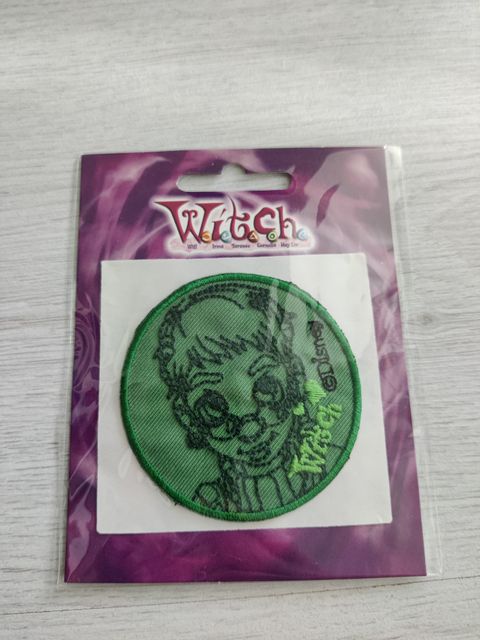 W.i.t.c.h.
Will Irma Taranee Cornelia Hay Lin
©Disney
Witch